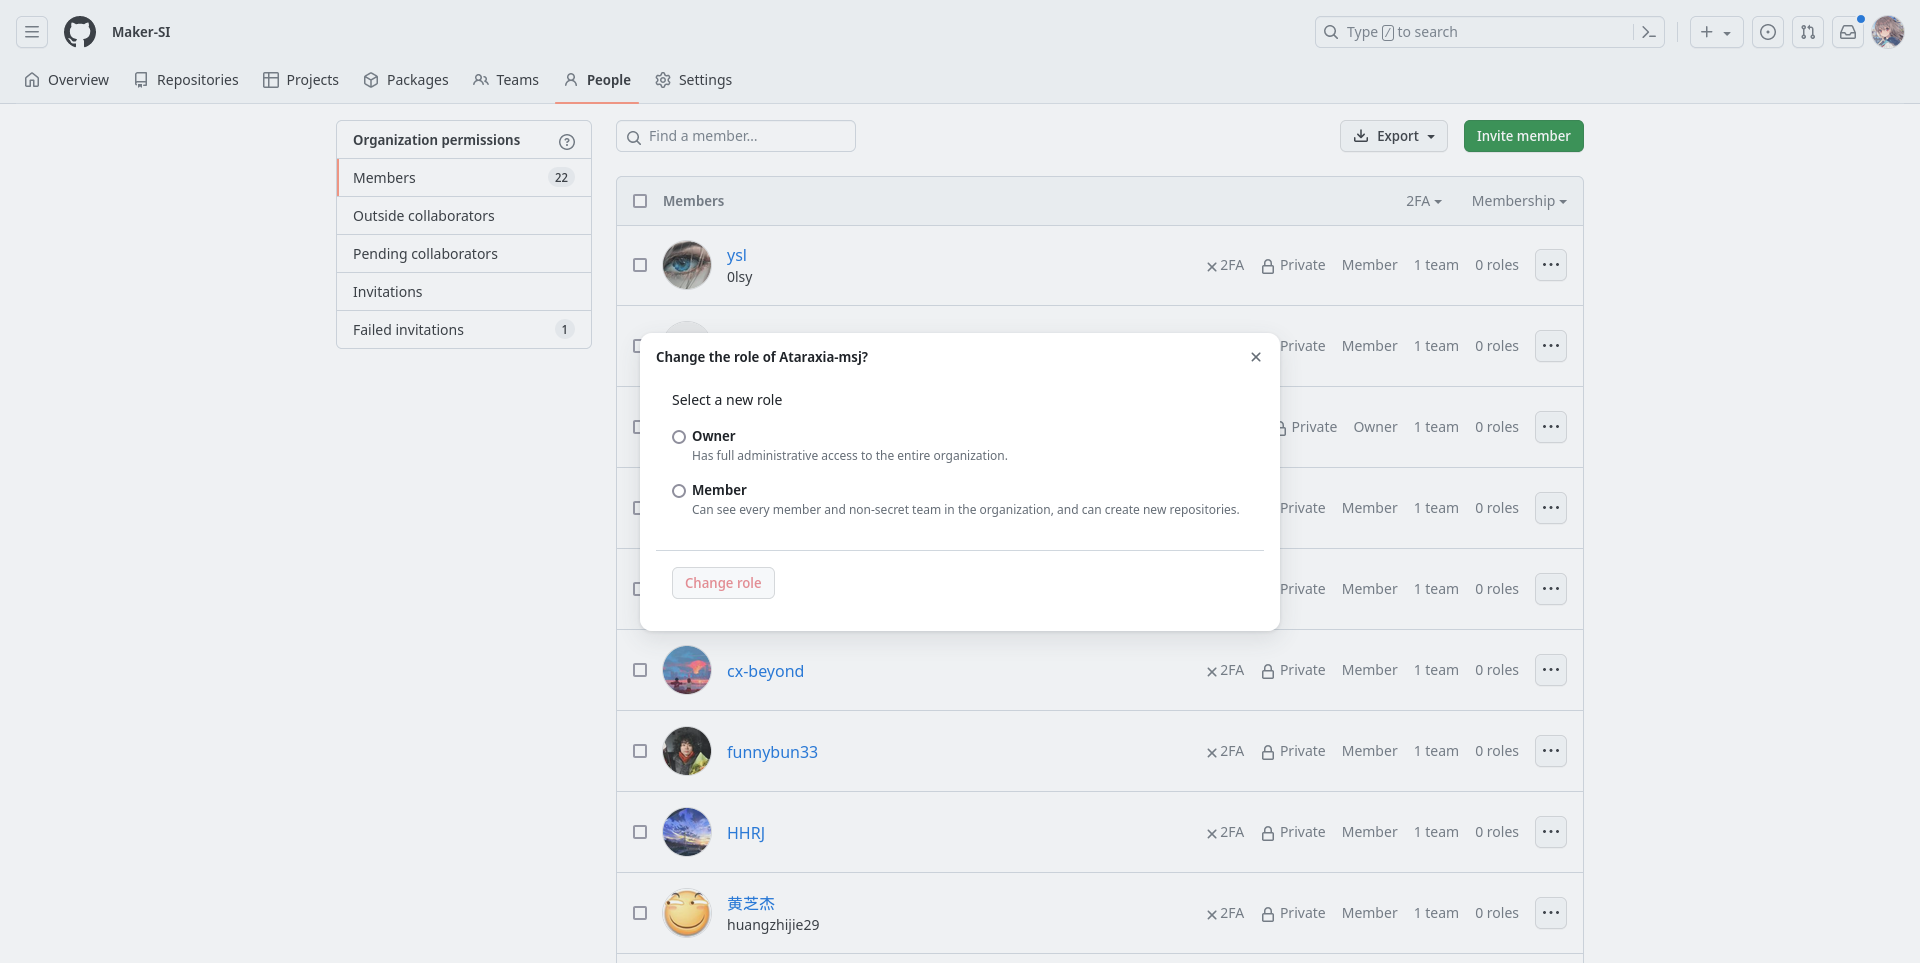 Maker-SI
Type / to search
Overview Repositories Projects Packages Teams People Settings
Organization permissions
Members 22
Outside collaborators
Pending collaborators
Invitations
Failed invitations 1
Find a member...
Export
Invite member
Members 2FA Membership
ysl
0lsy
2FA Private Member 1 team 0 roles
Private Member 1 team 0 roles
Private Owner 1 team 0 roles
Private Member 1 team 0 roles
Private Member 1 team 0 roles
Change the role of Ataraxia-msj?
Select a new role
Owner
Has full administrative access to the entire organization.
Member
Can see every member and non-secret team in the organization, and can create new repositories.
Change role
cx-beyond 2FA Private Member 1 team 0 roles
funnybun33 2FA Private Member 1 team 0 roles
HHRJ 2FA Private Member 1 team 0 roles
黄芝杰
huangzhijie29
2FA Private Member 1 team 0 roles